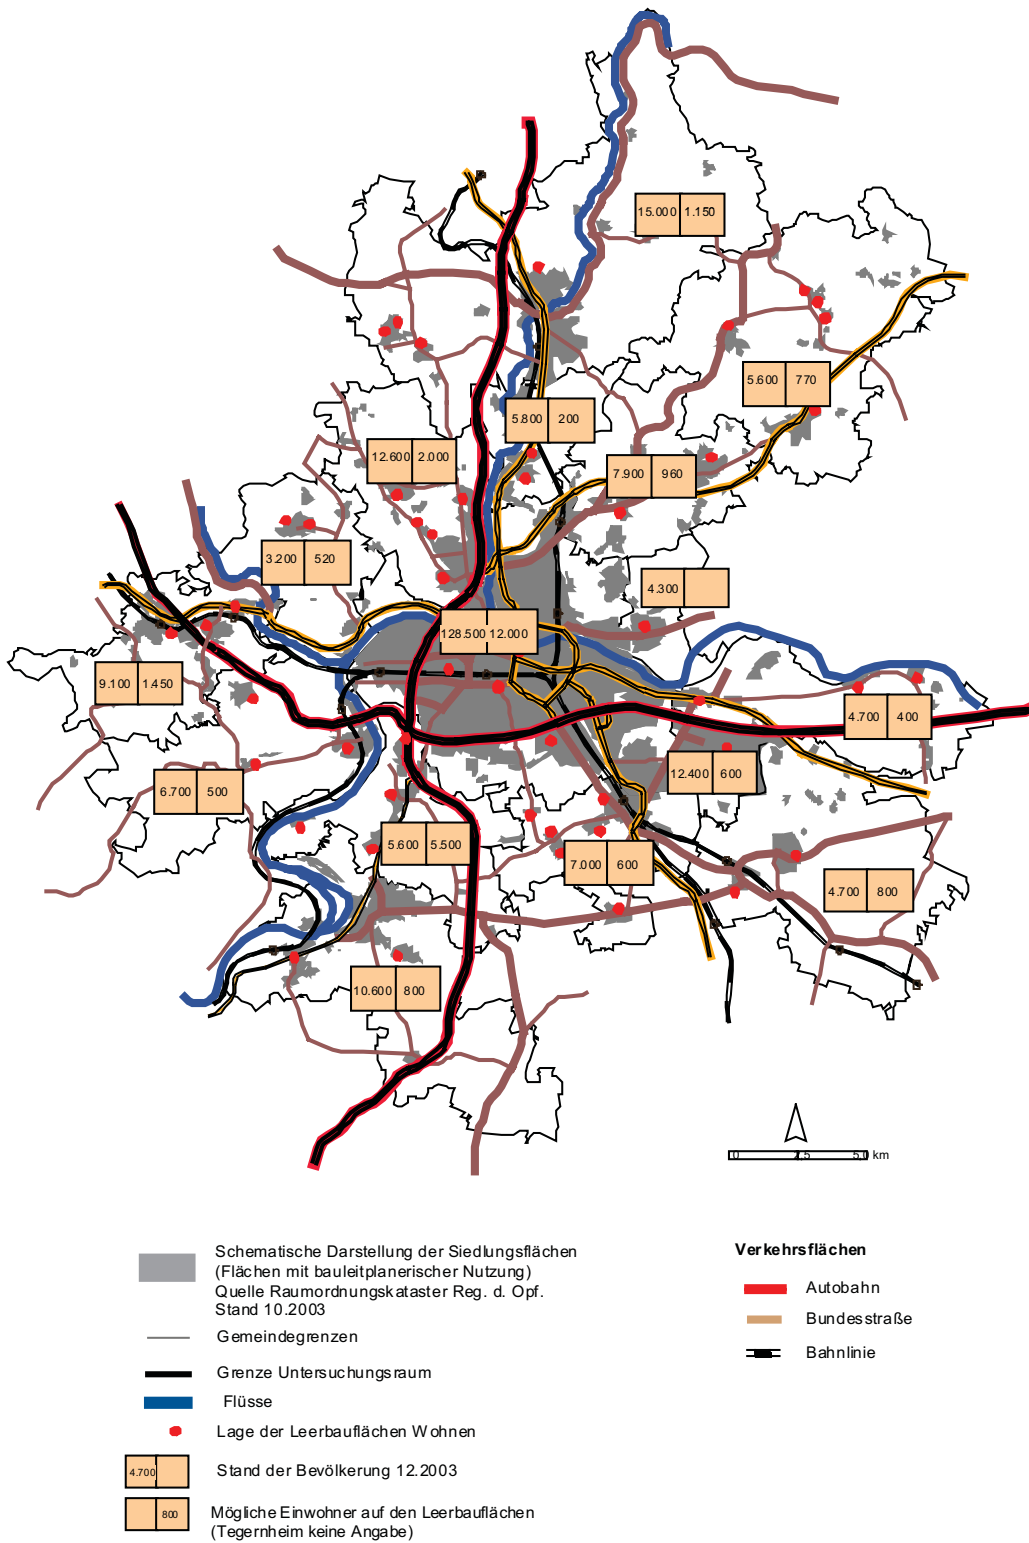 15.000 1.150
5.600 770
5.800 200
12.600 2.000
7.900 960
3.200 520
4.300
128.500 12.000
9.100 1.450
4.700 400
12.400 600
6.700 500
5.600 5.500
7.000 600
4.700 800
10.600 800
0 2,5 5,0 km
Schematische Darstellung der Siedlungsflächen
(Flächen mit bauleitplanerischer Nutzung)
Quelle Raumordnungskataster Reg. d. Opf.
Stand 10.2003
Gemeindegrenzen
Grenze Untersuchungsraum
Flüsse
Lage der Leerbauflächen Wohnen
4.700 Stand der Bevölkerung 12.2003
800 Mögliche Einwohner auf den Leerbauflächen
(Tegernheim keine Angabe)
Verkehrsflächen
Autobahn
Bundesstraße
Bahnlinie